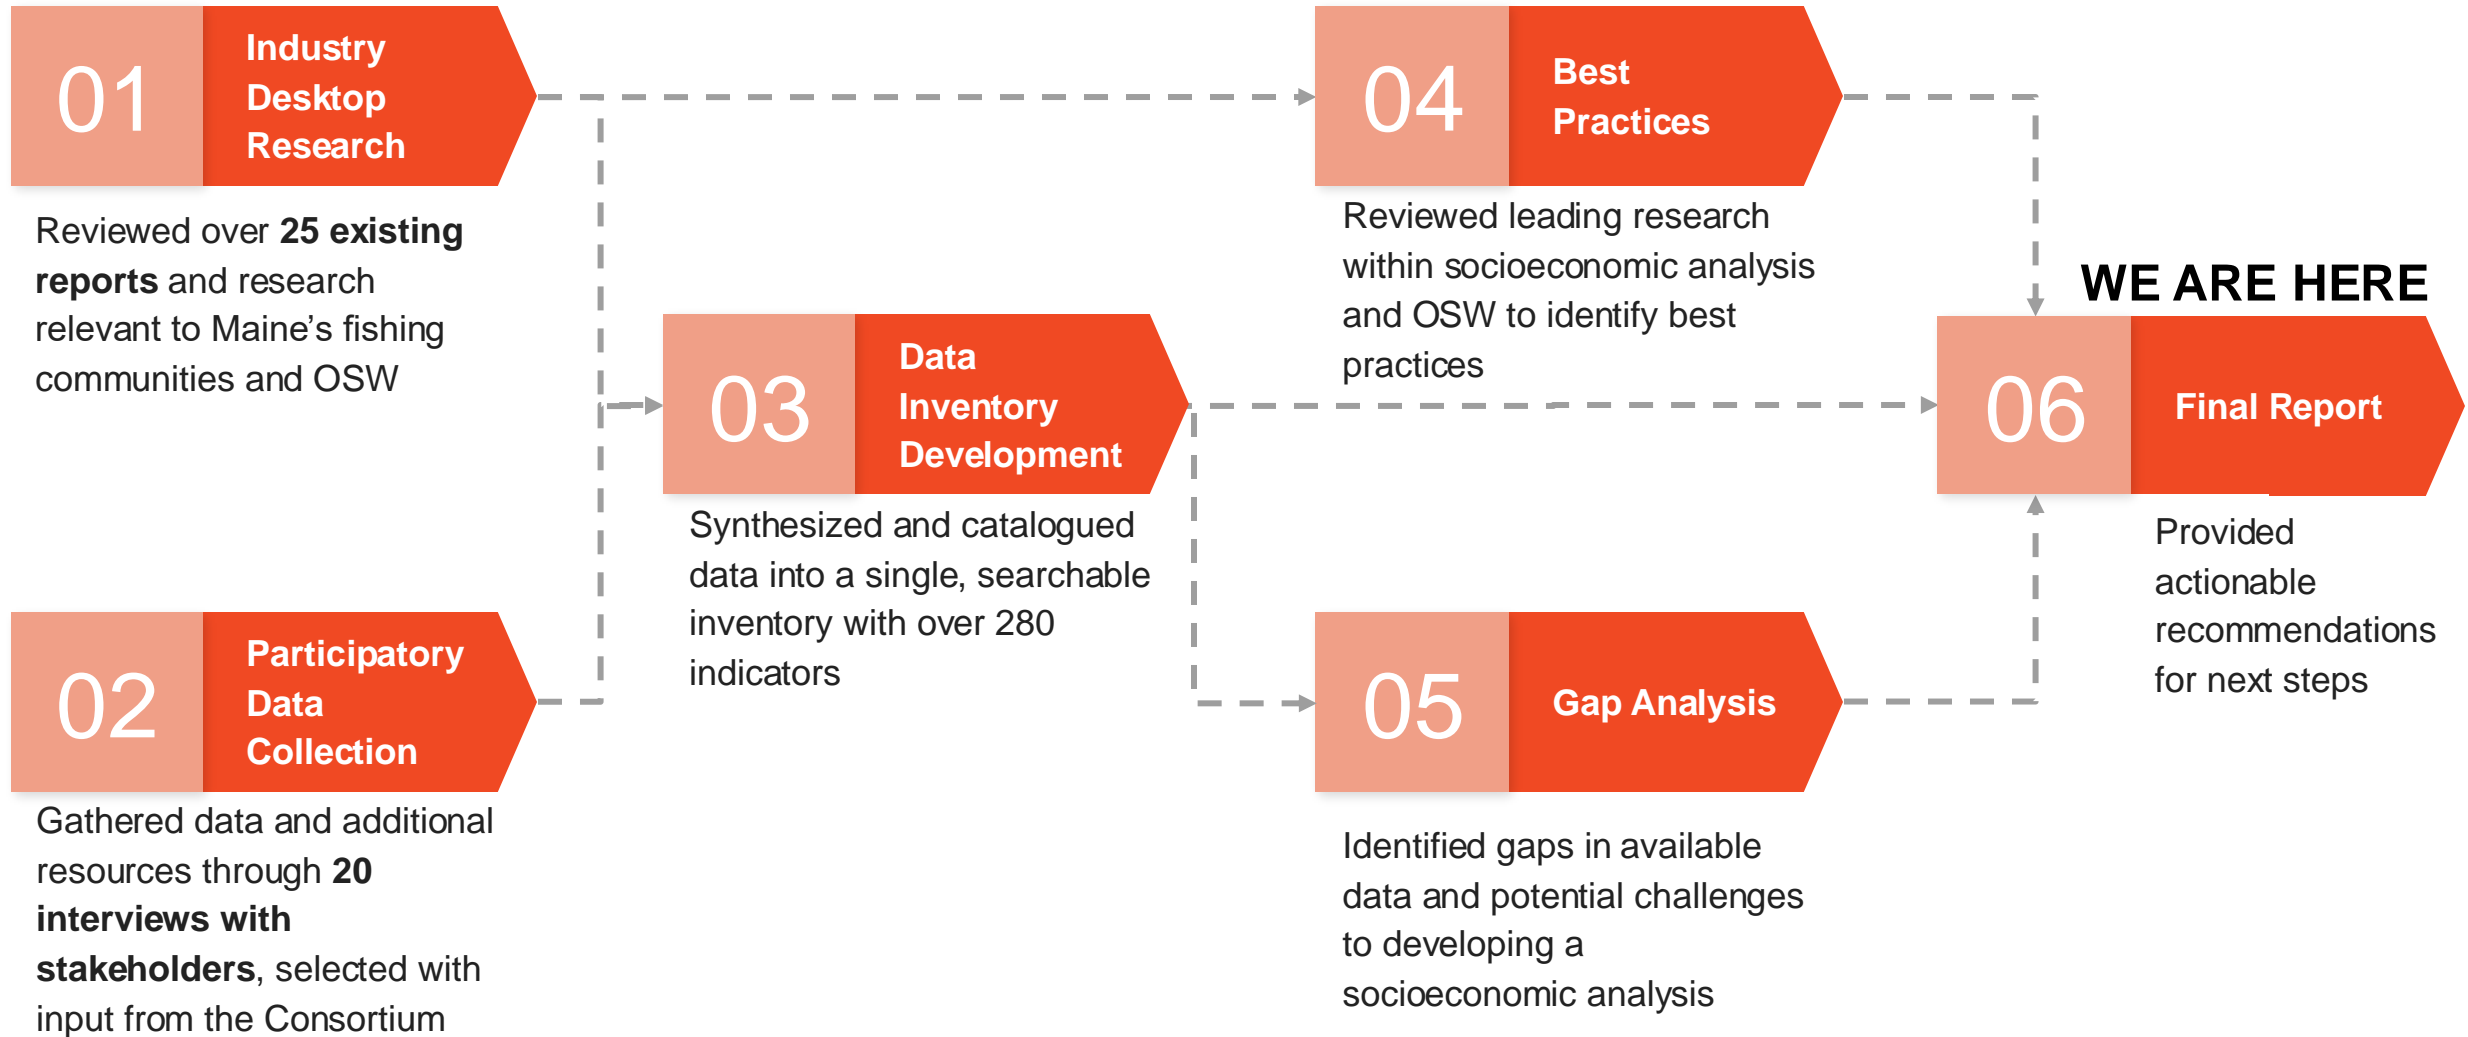 01
Industry
Desktop
Research
Reviewed over 25 existing
reports and research
relevant to Maine’s fishing
communities and OSW
02
Participatory
Data
Collection
Gathered data and additional
resources through 20
interviews with
stakeholders, selected with
input from the Consortium
03
Data
Inventory
Development
Synthesized and catalogued
data into a single, searchable
inventory with over 280
indicators
04
Best
Practices
Reviewed leading research
within socioeconomic analysis
and OSW to identify best
practices
05
Gap Analysis
Identified gaps in available
data and potential challenges
to developing a
socioeconomic analysis
WE ARE HERE
06
Final Report
Provided
actionable
recommendations
for next steps